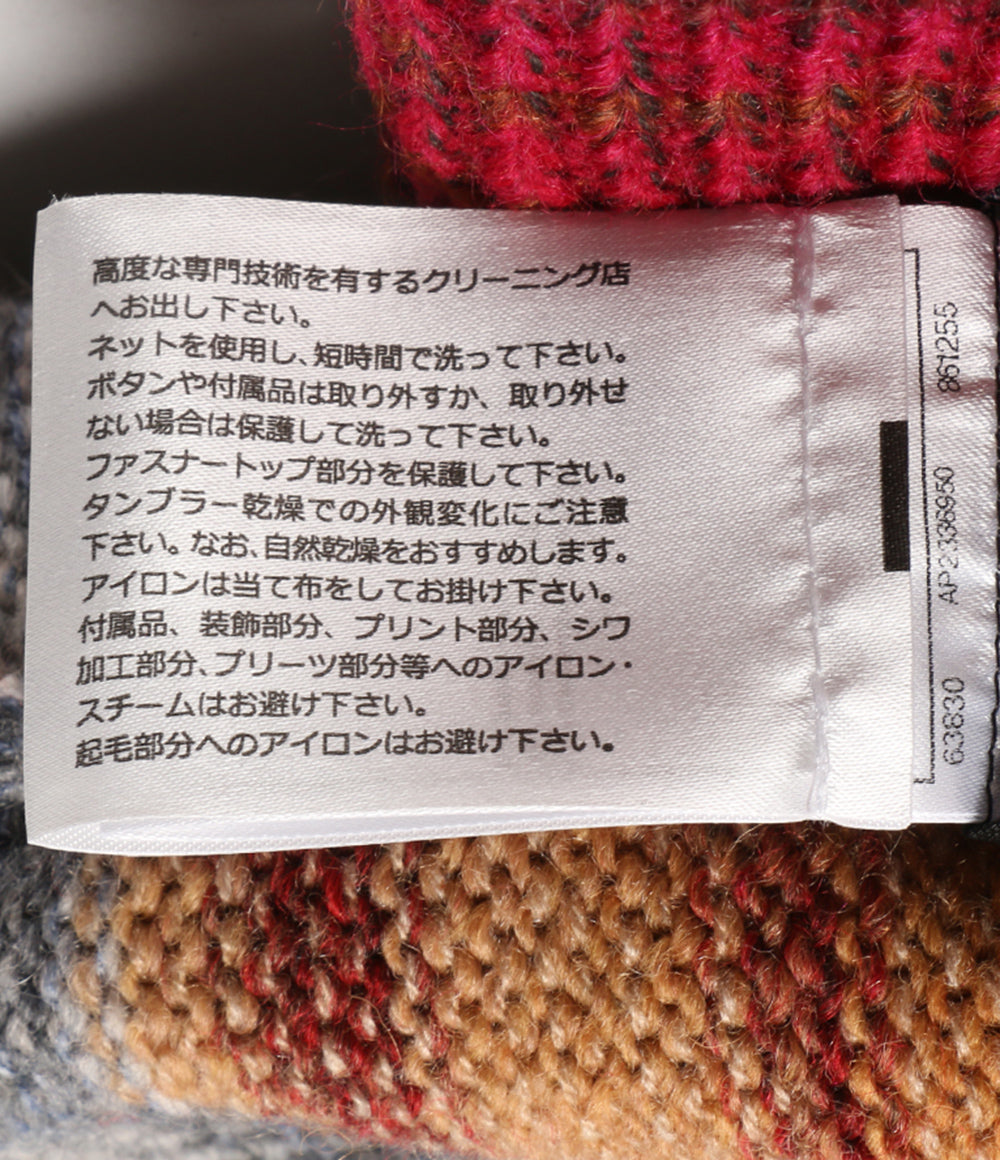 高度な専門技術を有するクリーニング店
へお出し下さい。
ネットを使用し、短時間で洗って下さい。
ボタンや付属品は取り外すか、取り外せ
ない場合は保護して洗って下さい。
ファスナートップ部分を保護して下さい。
タンブラー乾燥での外観変化にご注意
下さい。なお、自然乾燥をおすすめします。
アイロンは当て布をしてお掛け下さい。
付属品、装飾部分、プリント部分、シワ
加工部分、プリーツ部分等へのアイロン・
スチームはお避け下さい。
起毛部分へのアイロンはお避け下さい。
63830 AP2336950 861255